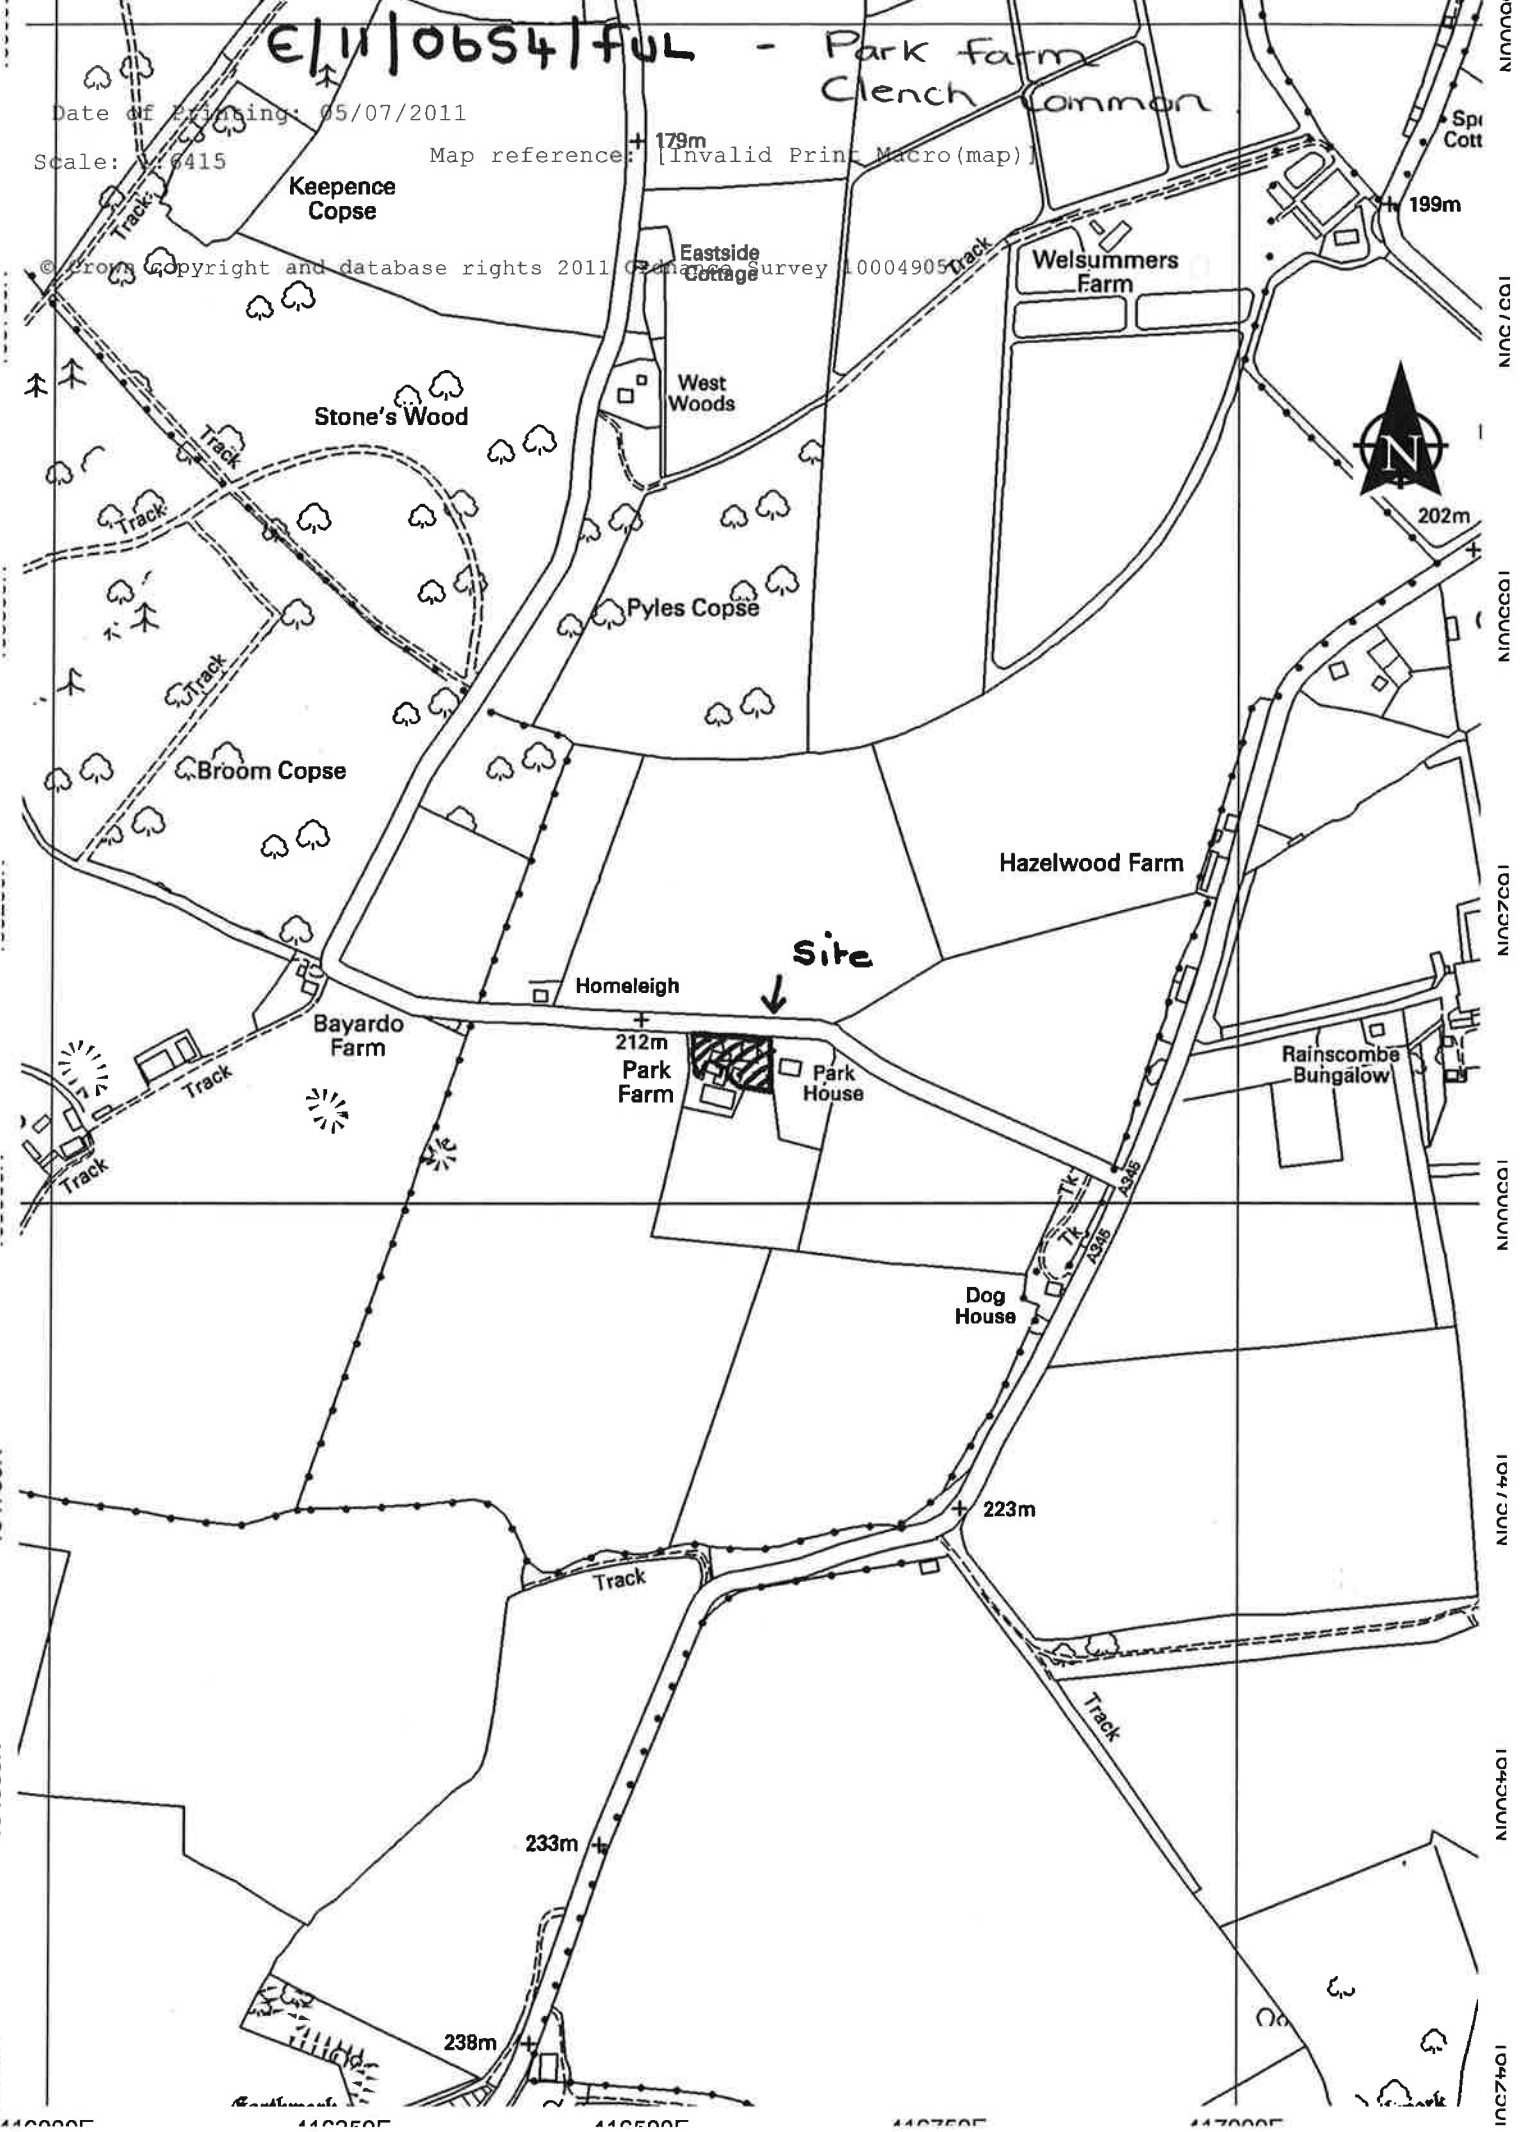 E/11/0654/FUL - Park Farm
Clench Common
Date of Printing: 05/07/2011
Scale: 1:6415
Map reference: [Invalid Print Macro(map)]
© Crown copyright and database rights 2011 Ordnance Survey 100049050
179m
Keepence
Copse
Track
Eastside
Cottage
Track
Welsummers
Farm
199m
Cott
West
Woods
Stone's Wood
Track
N
202m
Track
Pyles Copse
Track
Broom Copse
Hazelwood Farm
Site
Homeleigh
Bayardo
Farm
212m
Park
Farm
Park
House
Rainscombe
Bungalow
Track
Track
Tk
A345
Tk
A345
Dog
House
223m
Track
Track
233m
238m
Earthwork